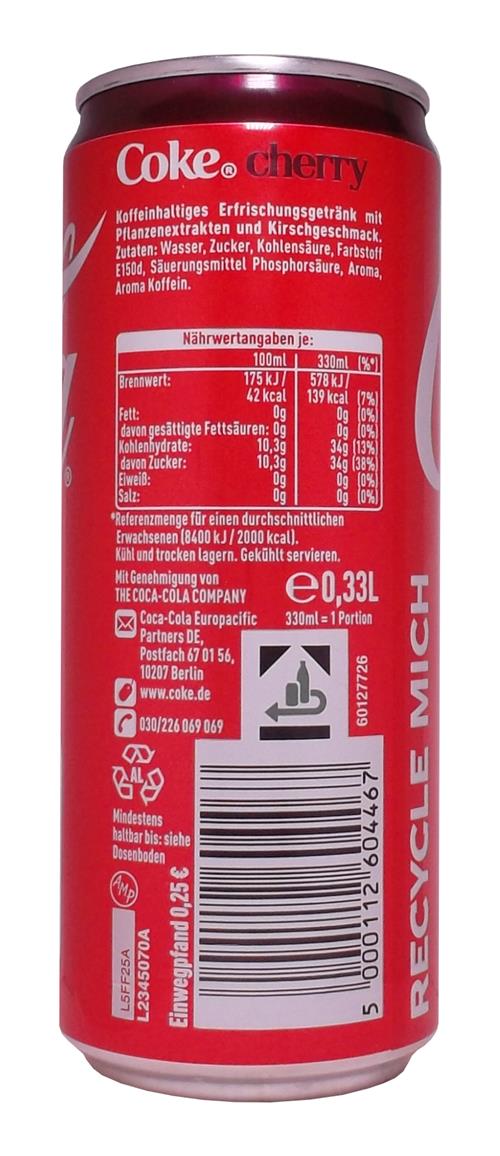 Coke® cherry
Koffeinhaltiges Erfrischungsgetränk mit
Pflanzenextrakten und Kirschgeschmack.
Zutaten: Wasser, Zucker, Kohlensäure, Farbstoff
E150d, Säuerungsmittel Phosphorsäure, Aroma,
Aroma Koffein.
Nährwertangaben je:
100ml 330ml (%*)
Brennwert: 175 kJ / 578 kJ /
42 kcal 139 kcal (7%)
Fett: 0g 0g (0%)
davon gesättigte Fettsäuren: 0g 0g (0%)
Kohlenhydrate: 10,3g 34g (13%)
davon Zucker: 10,3g 34g (38%)
Eiweiß: 0g 0g (0%)
Salz: 0g 0g (0%)
*Referenzmenge für einen durchschnittlichen
Erwachsenen (8400 kJ / 2000 kcal).
Kühl und trocken lagern. Gekühlt servieren.
Mit Genehmigung von
THE COCA-COLA COMPANY
℮0,33L
330ml = 1 Portion
Coca-Cola Europacific
Partners DE,
Postfach 67 01 56,
10207 Berlin
www.coke.de
030/226 069 069
60127726
AL
Mindestens
haltbar bis: siehe
Dosenboden
AMP
L5FF25A
L2345070A
Einwegpfand 0,25 €
5 000112 604467
RECYCLE MICH
®